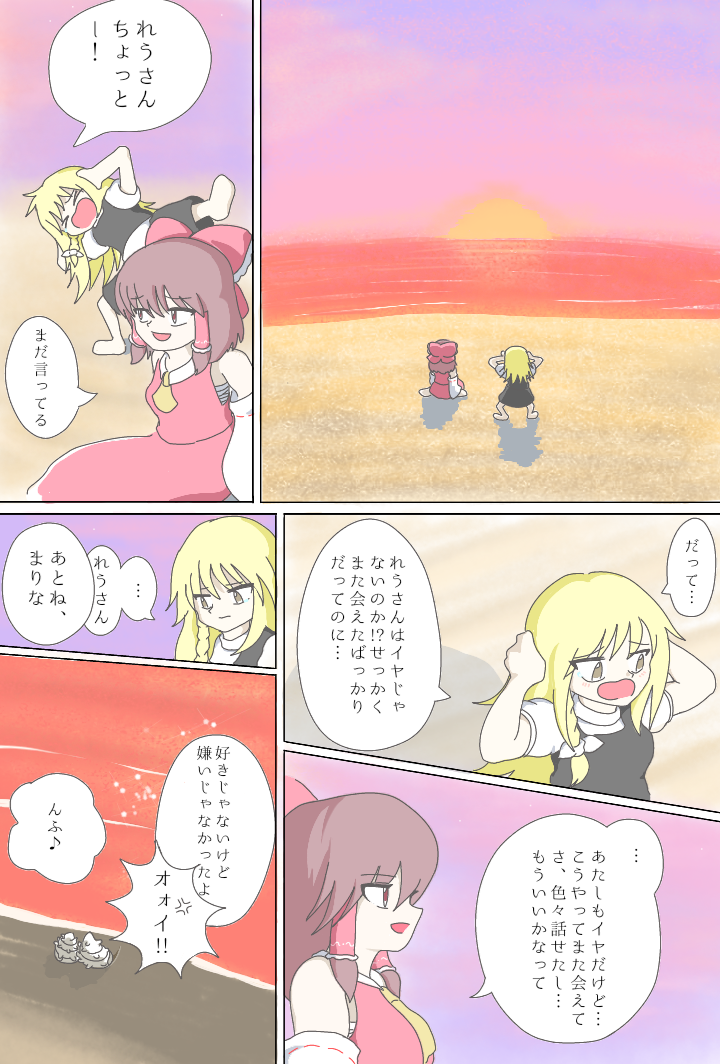 れうさん
ちょっと
ー!
まだ言ってる
だって…
れうさんはイヤじゃ
ないのか!?せっかく
また会えたばっかり
だってのに…
…
あたしもイヤだけど…
こうやってまた会えて
さ、色々話せたし…
もういいかなって
…
れうさん
あとね、
まりな
好きじゃないけど
嫌いじゃなかったよ
オォイ!!
んふ♪